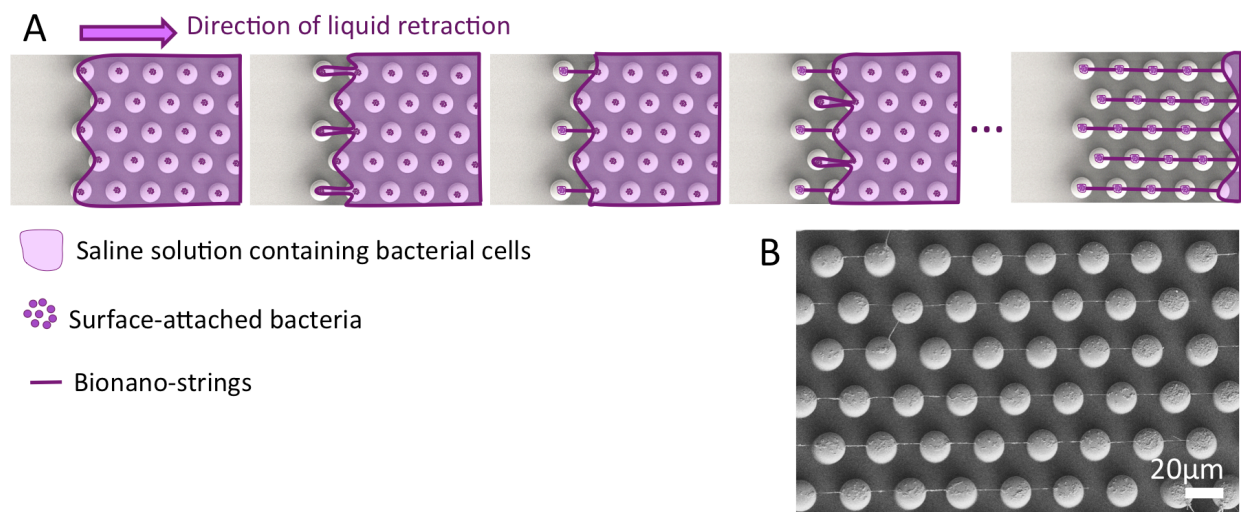 A
Direction of liquid retraction
...
Saline solution containing bacterial cells
Surface-attached bacteria
Bionano-strings
B
20μm